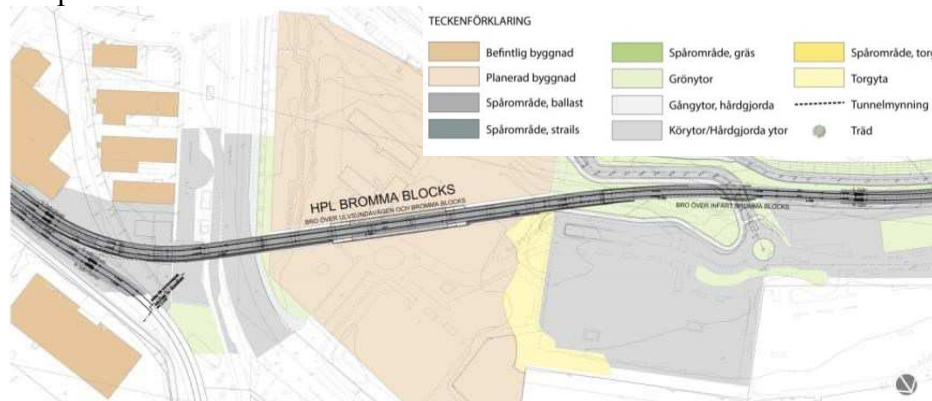 TECKENFÖRKLARING
Befintlig byggnad
Planerad byggnad
Spårområde, ballast
Spårområde, strails
Spårområde, gräs
Grönytor
Gångytor, hårdgjorda
Körytor/Hårdgjorda ytor
Spårområde, torg
Torgyta
Tunnelmynning
Träd
HPL BROMMA BLOCKS
BRO ÖVER ULVSUNDAVÄGEN OCH BROMMA BLOCKS
BRO ÖVER INFART BROMMA BLOCKS